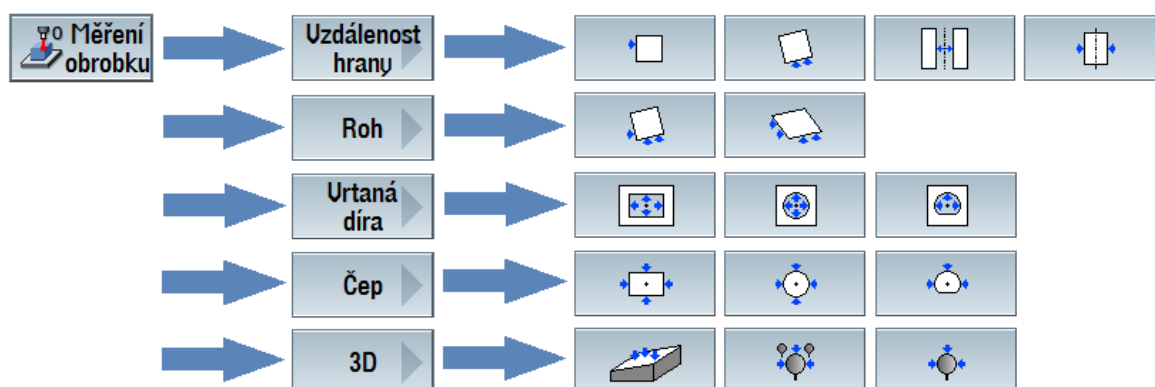 Měření
obrobku
Vzdálenost
hrany
Roh
Vrtaná
díra
Čep
3D